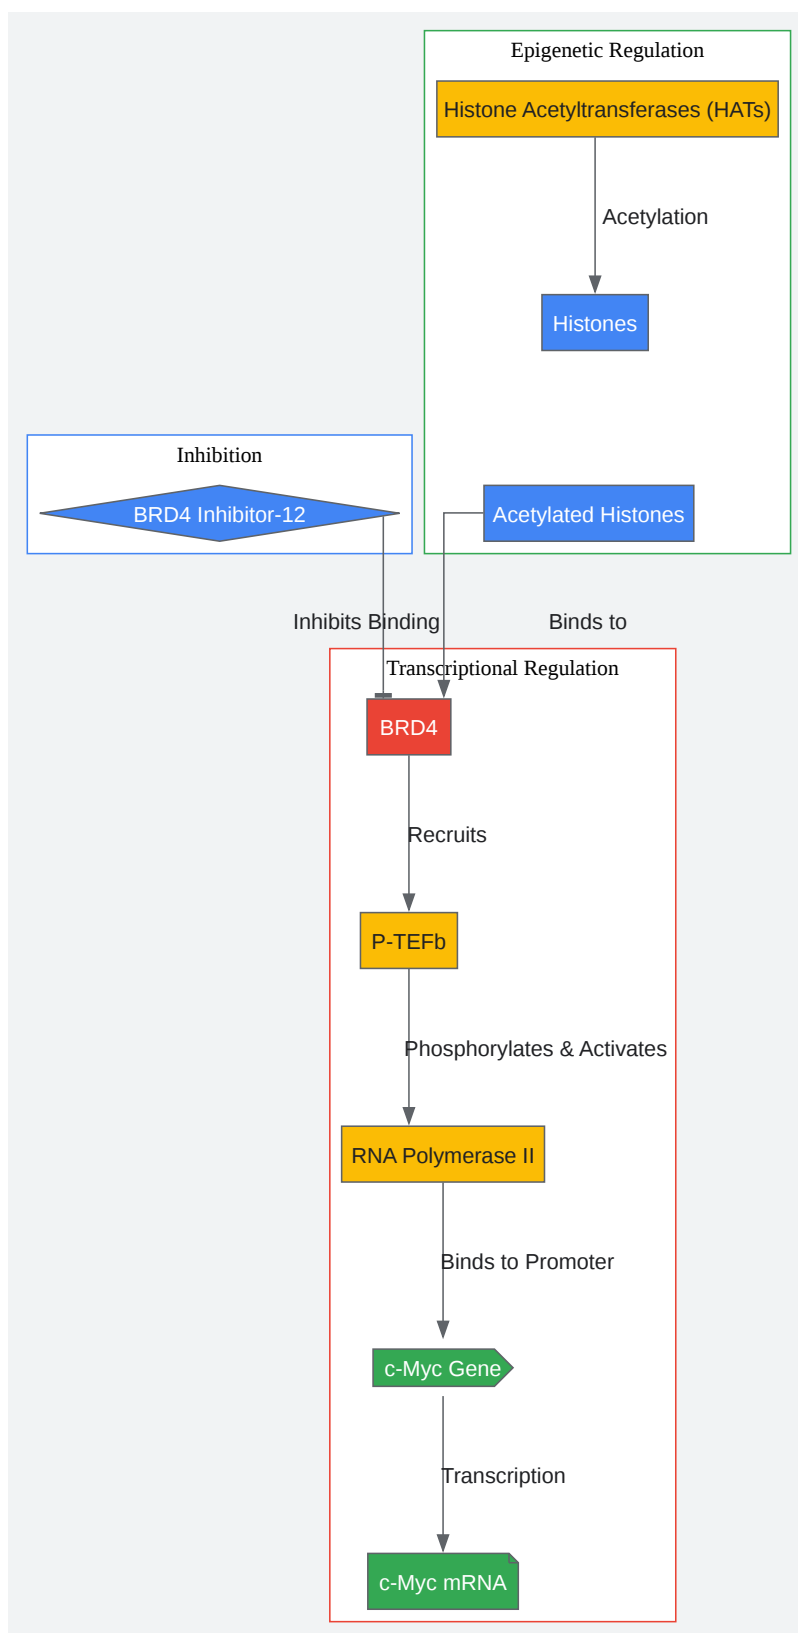 Epigenetic Regulation
Histone Acetyltransferases (HATs)
Acetylation
Histones
Inhibition
BRD4 Inhibitor-12
Acetylated Histones
Inhibits Binding
Binds to
Transcriptional Regulation
BRD4
Recruits
P-TEFb
Phosphorylates & Activates
RNA Polymerase II
Binds to Promoter
c-Myc Gene
Transcription
c-Myc mRNA